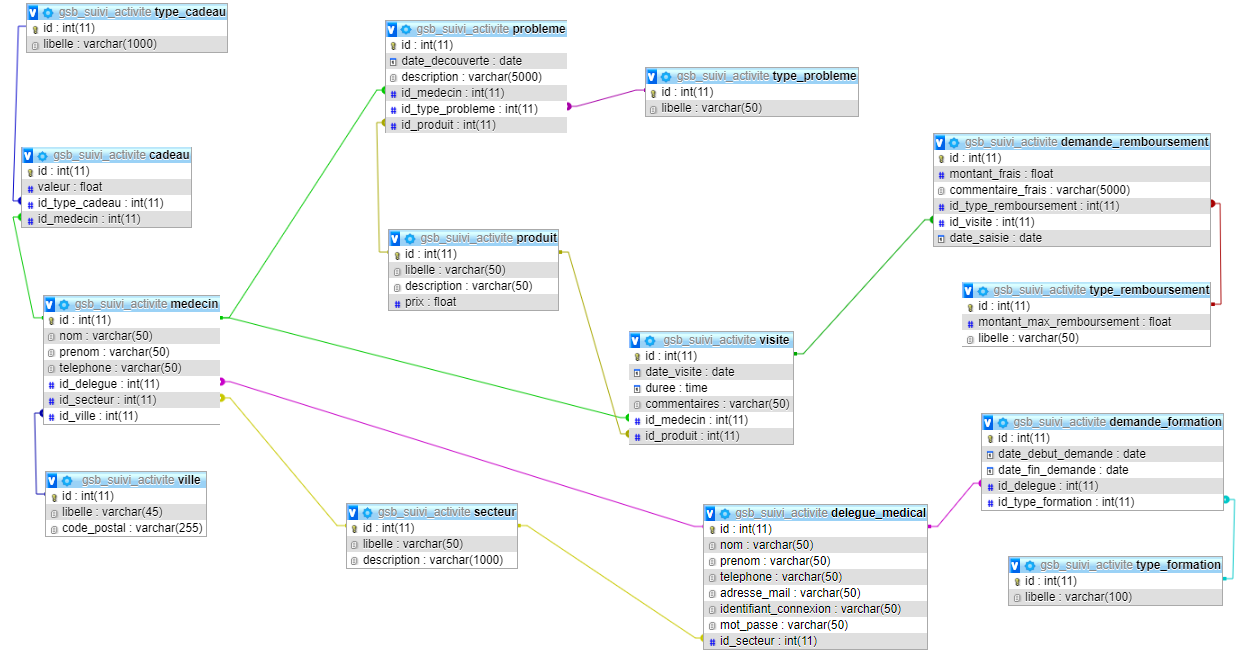 gsb_suivi_activite type_cadeau
id : int(11)
libelle : varchar(1000)
gsb_suivi_activite cadeau
id : int(11)
valeur : float
id_type_cadeau : int(11)
id_medecin : int(11)
gsb_suivi_activite medecin
id : int(11)
nom : varchar(50)
prenom : varchar(50)
telephone : varchar(50)
id_delegue : int(11)
id_secteur : int(11)
id_ville : int(11)
gsb_suivi_activite ville
id : int(11)
libelle : varchar(45)
code_postal : varchar(255)
gsb_suivi_activite probleme
id : int(11)
date_decouverte : date
description : varchar(5000)
id_medecin : int(11)
id_type_probleme : int(11)
id_produit : int(11)
gsb_suivi_activite type_probleme
id : int(11)
libelle : varchar(50)
gsb_suivi_activite produit
id : int(11)
libelle : varchar(50)
description : varchar(50)
prix : float
gsb_suivi_activite visite
id : int(11)
date_visite : date
duree : time
commentaires : varchar(50)
id_medecin : int(11)
id_produit : int(11)
gsb_suivi_activite secteur
id : int(11)
libelle : varchar(50)
description : varchar(1000)
gsb_suivi_activite delegue_medical
id : int(11)
nom : varchar(50)
prenom : varchar(50)
telephone : varchar(50)
adresse_mail : varchar(50)
identifiant_connexion : varchar(50)
mot_passe : varchar(50)
id_secteur : int(11)
gsb_suivi_activite demande_remboursement
id : int(11)
montant_frais : float
commentaire_frais : varchar(5000)
id_type_remboursement : int(11)
id_visite : int(11)
date_saisie : date
gsb_suivi_activite type_remboursement
id : int(11)
montant_max_remboursement : float
libelle : varchar(50)
gsb_suivi_activite demande_formation
id : int(11)
date_debut_demande : date
date_fin_demande : date
id_delegue : int(11)
id_type_formation : int(11)
gsb_suivi_activite type_formation
id : int(11)
libelle : varchar(100)